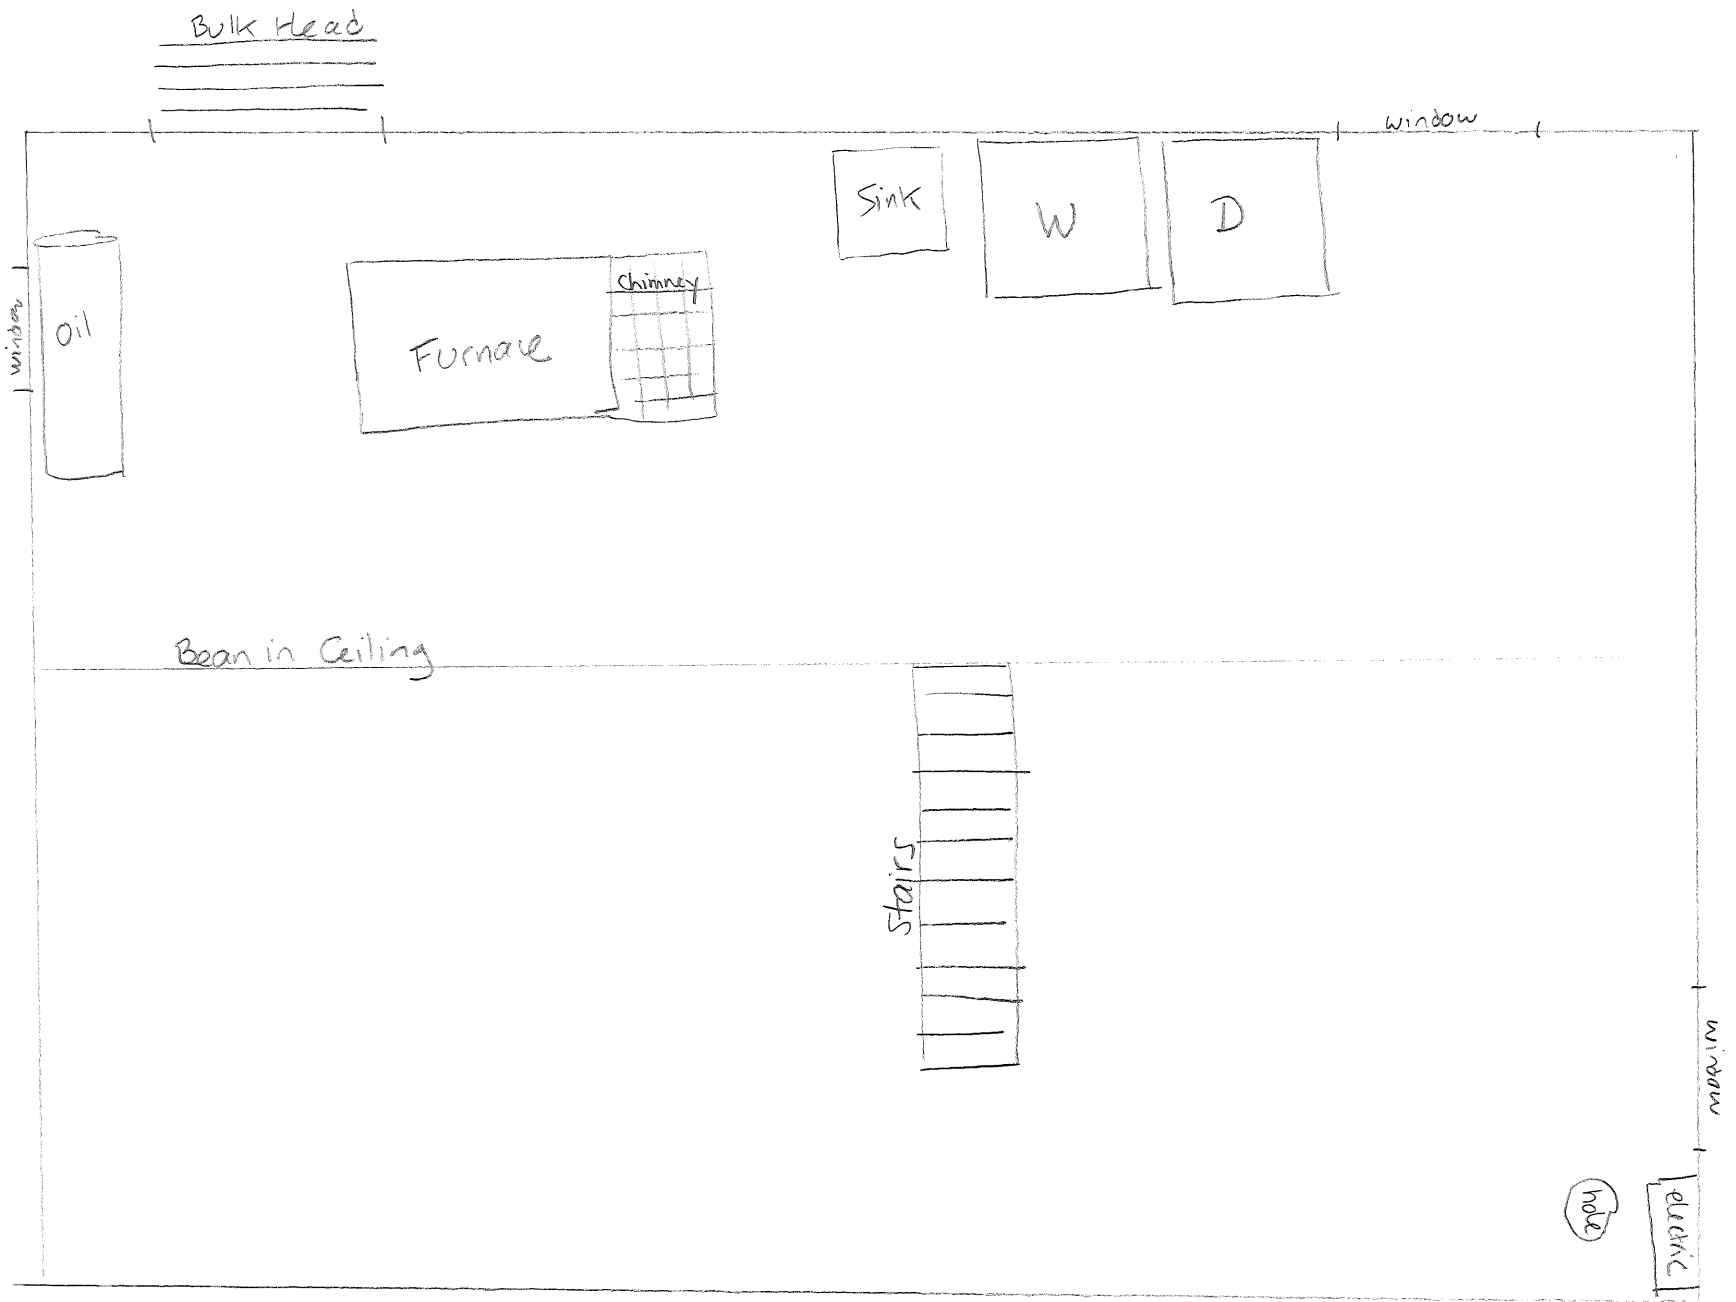 Bulk Head
window
Sink
W
D
Chimney
window
Oil
Furnace
Bean in Ceiling
Stairs
window
hole
electric